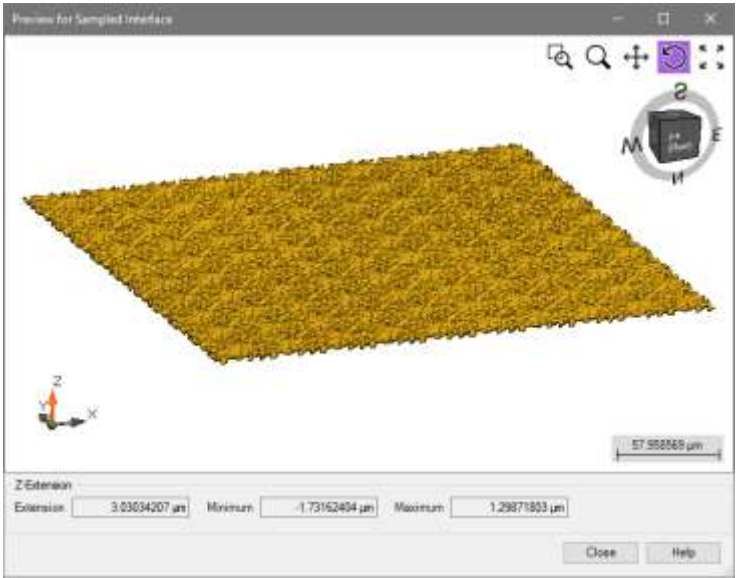 Preview for Sampled Interface
S
W E
N
Z
Y X
57.958569 µm
Z-Extension
Extension 3.03034207 µm Minimum -1.73162404 µm Maximum 1.29871803 µm
Close Help